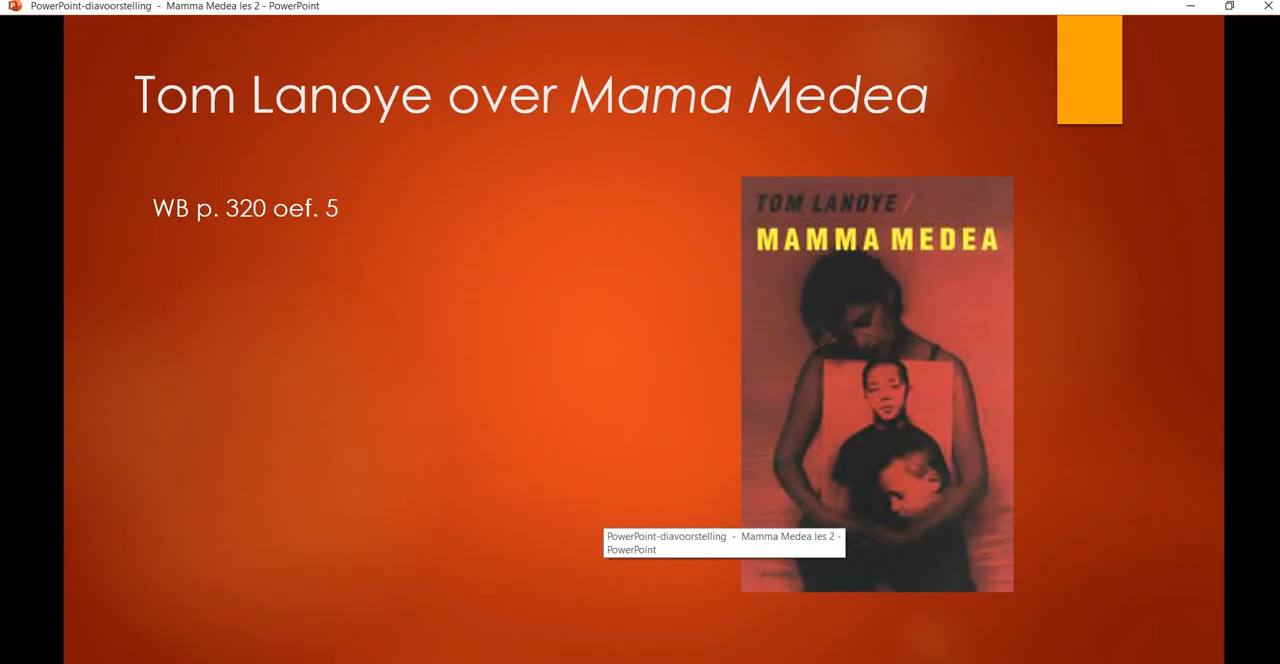 PowerPoint-diavoorstelling - Mamma Medea les 2 - PowerPoint
Tom Lanoye over Mama Medea
WB p. 320 oef. 5
TOM LANOYE /
MAMMA MEDEA
PowerPoint-diavoorstelling - Mamma Medea les 2 -
PowerPoint